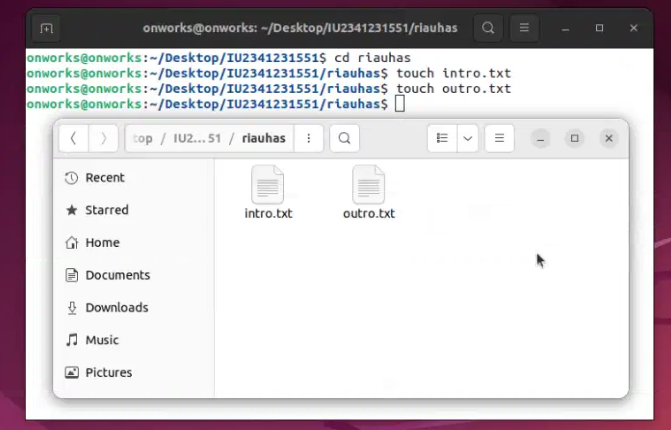 onworks@onworks: ~/Desktop/IU2341231551/riauhas
onworks@onworks:~/Desktop/IU2341231551$ cd riauhas
onworks@onworks:~/Desktop/IU2341231551/riauhas$ touch intro.txt
onworks@onworks:~/Desktop/IU2341231551/riauhas$ touch outro.txt
onworks@onworks:~/Desktop/IU2341231551/riauhas$
top / IU2…51 / riauhas
Recent
Starred
Home
Documents
Downloads
Music
Pictures
intro.txt
outro.txt